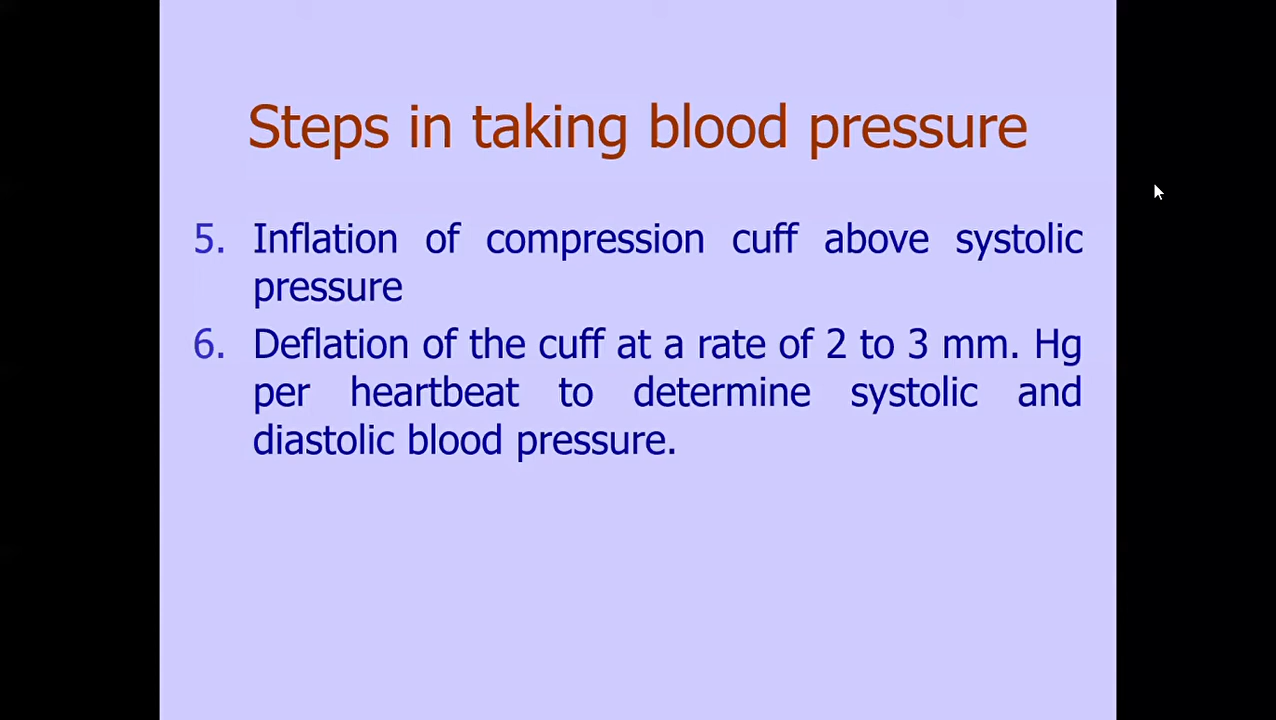 Steps in taking blood pressure
5. Inflation of compression cuff above systolic
pressure
6. Deflation of the cuff at a rate of 2 to 3 mm. Hg
per heartbeat to determine systolic and
diastolic blood pressure.